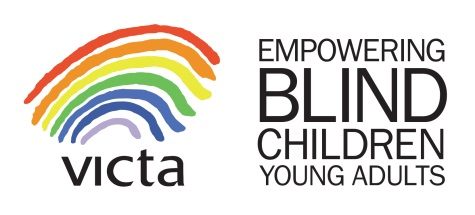 victa
EMPOWERING
BLIND
CHILDREN
YOUNG ADULTS